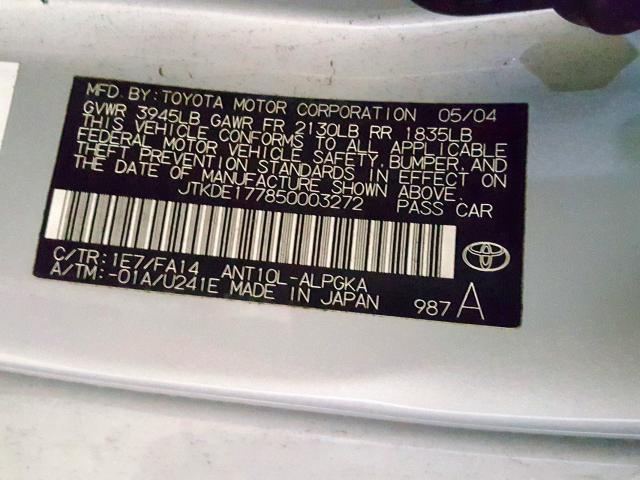 MFD. BY: TOYOTA MOTOR CORPORATION 05/04
GVWR 3945LB GAWR FR 2130LB RR 1835LB
THIS VEHICLE CONFORMS TO ALL APPLICABLE
FEDERAL MOTOR VEHICLE SAFETY, BUMPER, AND
THEFT PREVENTION STANDARDS IN EFFECT ON
THE DATE OF MANUFACTURE SHOWN ABOVE.
JTKDE177850003272 PASS CAR
C/TR: 1E7/FA14 ANT10L-ALPGKA
A/TM: -01A/U241E MADE IN JAPAN 987 A